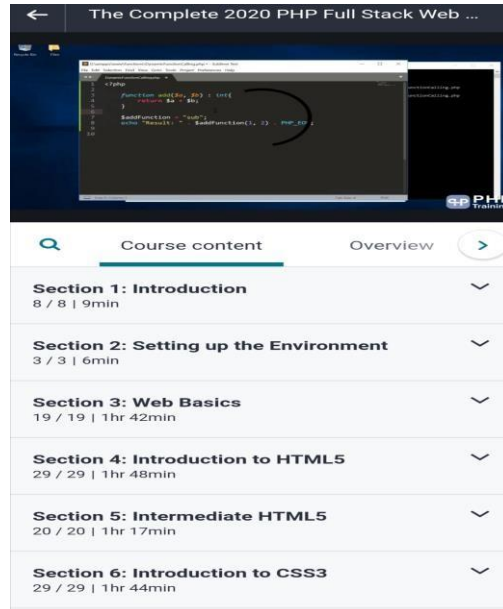 The Complete 2020 PHP Full Stack Web ...
<?php
function add($a, $b) : int{
return $a + $b;
}
$addFunction = "sub";
echo "Result: " . $addFunction(1, 2) . PHP_EOL;
PHP
Training
Course content
Overview
Section 1: Introduction
8 / 8 | 9min
Section 2: Setting up the Environment
3 / 3 | 6min
Section 3: Web Basics
19 / 19 | 1hr 42min
Section 4: Introduction to HTML5
29 / 29 | 1hr 48min
Section 5: Intermediate HTML5
20 / 20 | 1hr 17min
Section 6: Introduction to CSS3
29 / 29 | 1hr 44min